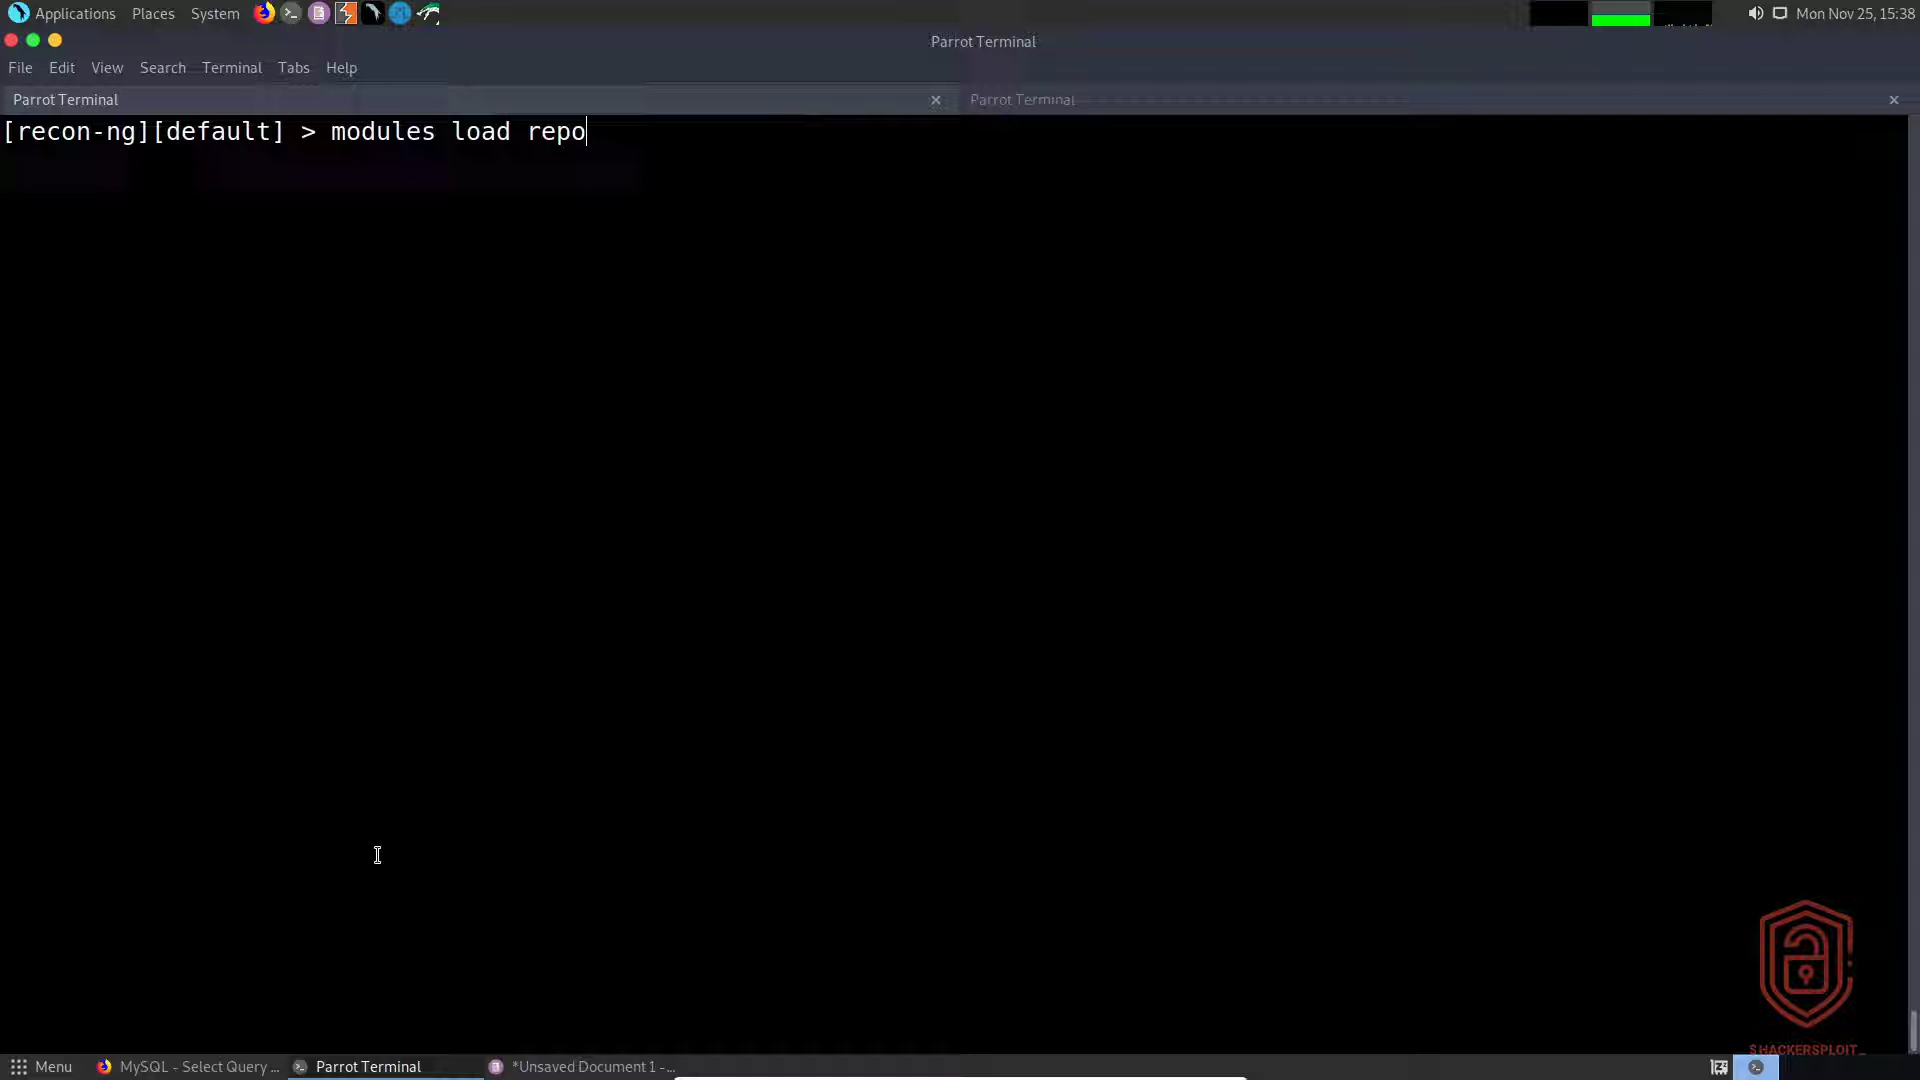 Applications Places System Mon Nov 25, 15:38
Parrot Terminal
File Edit View Search Terminal Tabs Help
Parrot Terminal Parrot Terminal
[recon-ng][default] > modules load repo
HACKERSPLOIT_
Menu MySQL - Select Query ... Parrot Terminal *Unsaved Document 1 -...